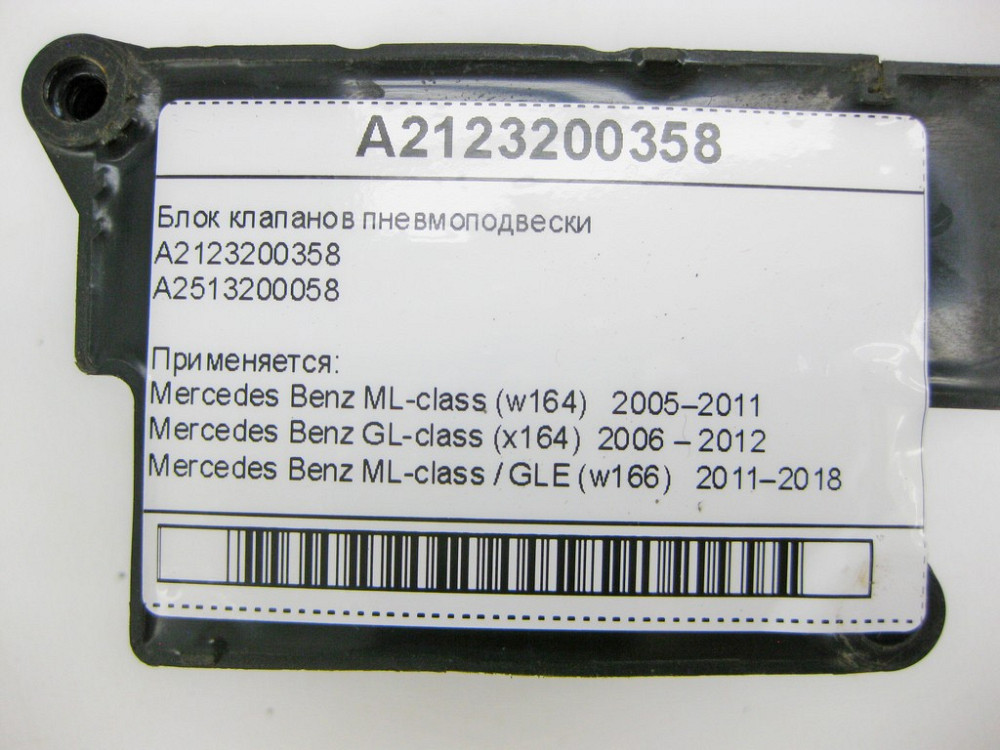 A2123200358
Блок клапанов пневмоподвески
A2123200358
A2513200058
Применяется:
Mercedes Benz ML-class (w164) 2005–2011
Mercedes Benz GL-class (x164) 2006 – 2012
Mercedes Benz ML-class / GLE (w166) 2011–2018